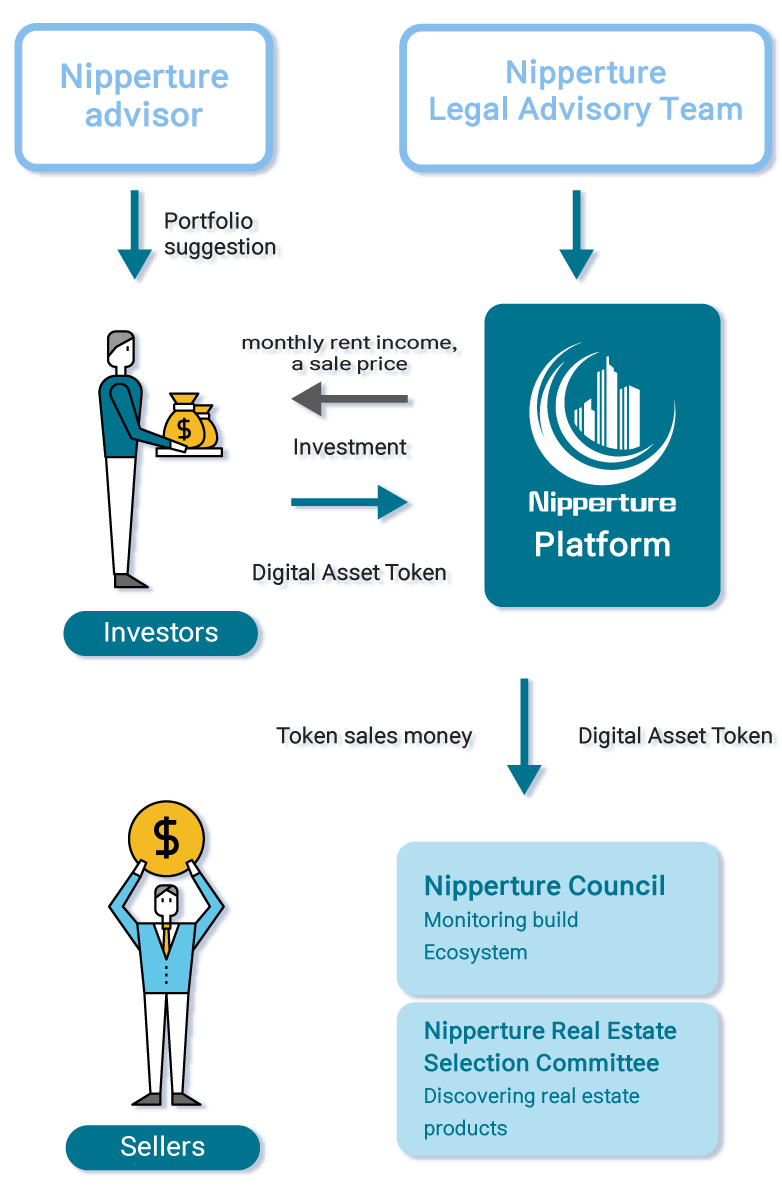 Nipperture
advisor
Nipperture
Legal Advisory Team
Portfolio
suggestion
monthly rent income,
a sale price
$
Investment
Nipperture
Platform
Digital Asset Token
Investors
Token sales money
Digital Asset Token
$
Nipperture Council
Monitoring build
Ecosystem
Nipperture Real Estate
Selection Committee
Discovering real estate
products
Sellers